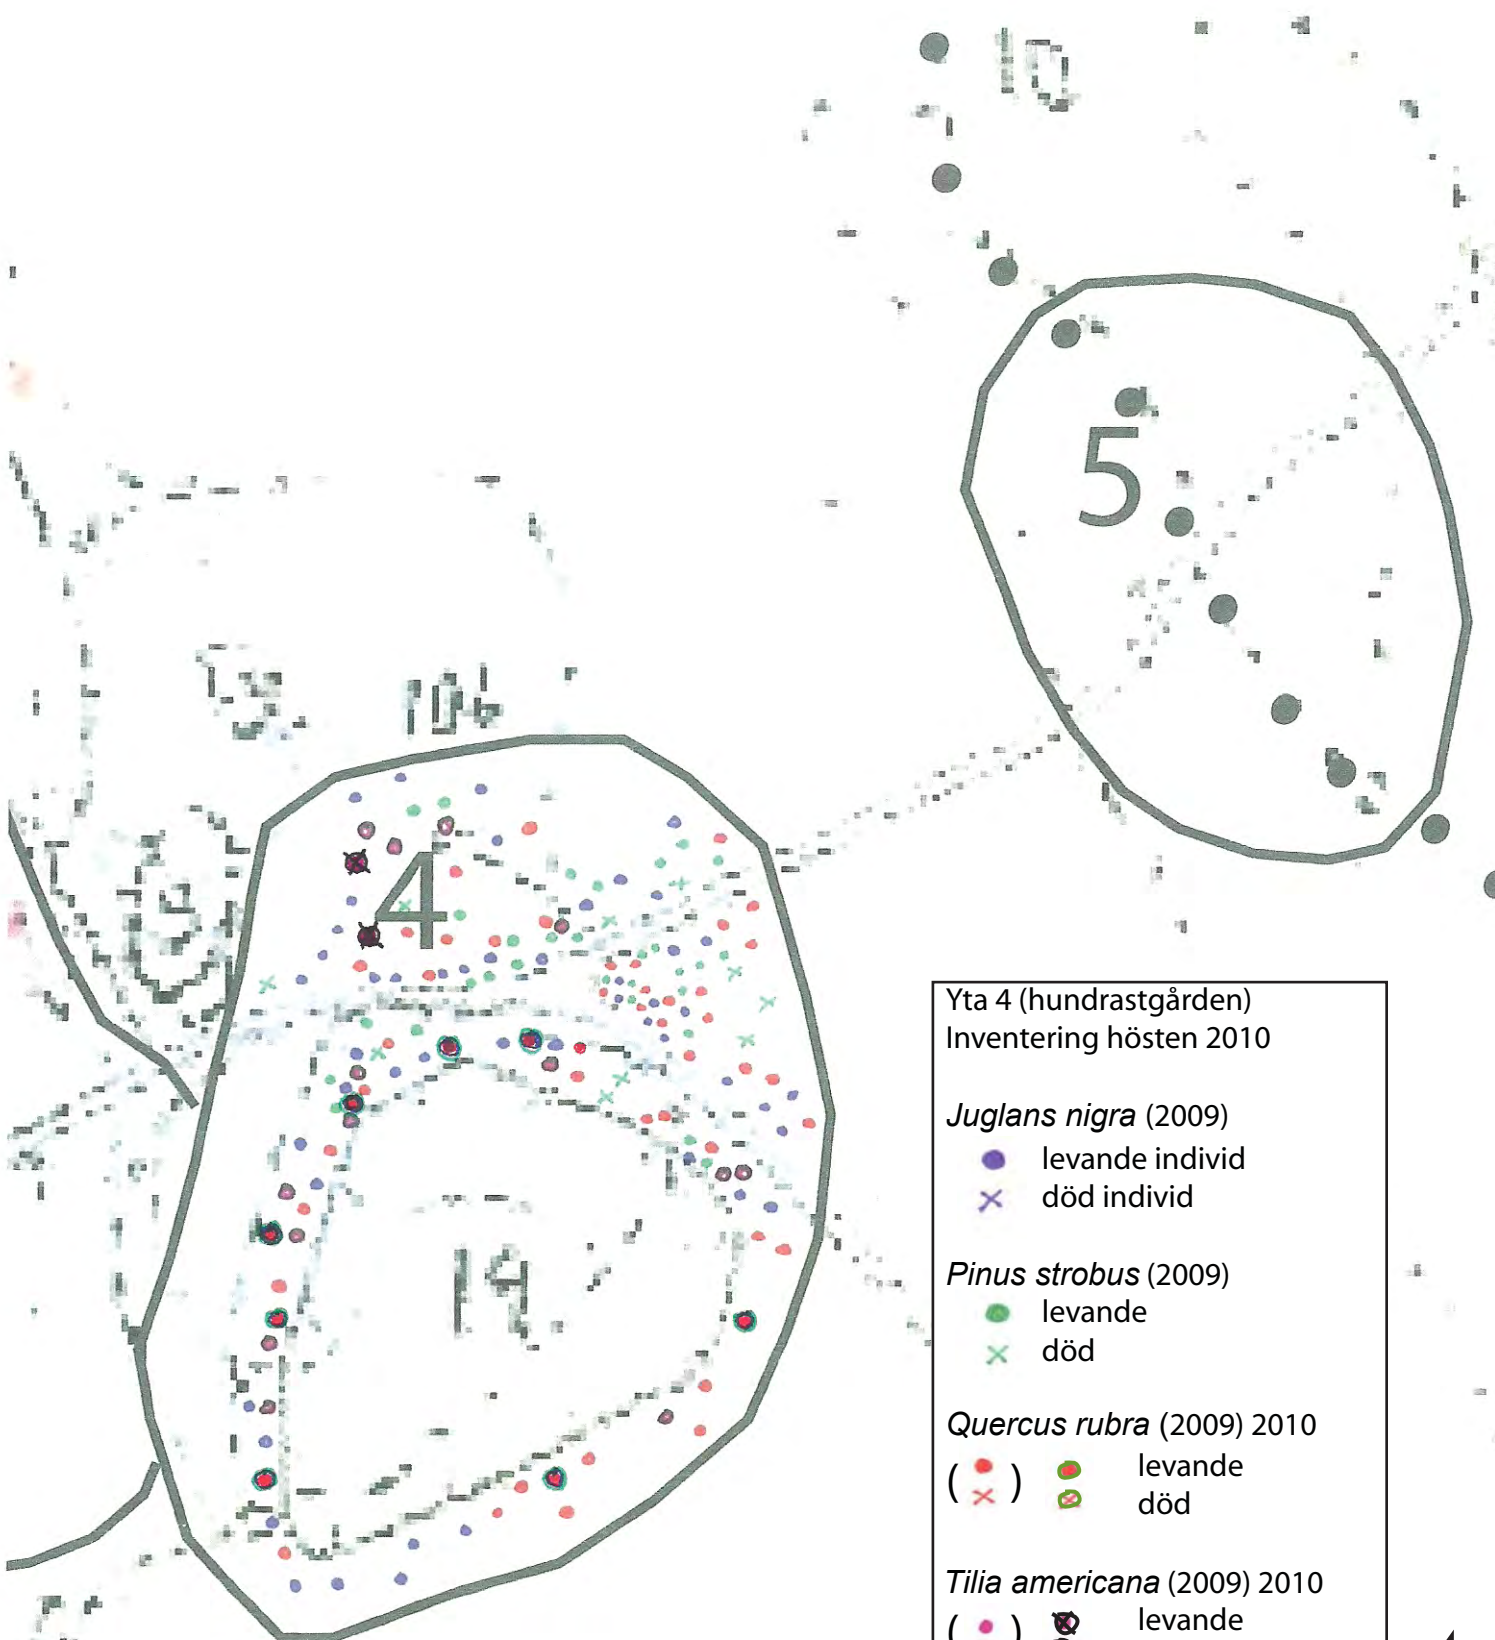 10
5
106
4
19
Yta 4 (hundrastgården)
Inventering hösten 2010
Juglans nigra (2009)
levande individ
död individ
Pinus strobus (2009)
levande
död
Quercus rubra (2009) 2010
( ) levande
död
Tilia americana (2009) 2010
( ) levande